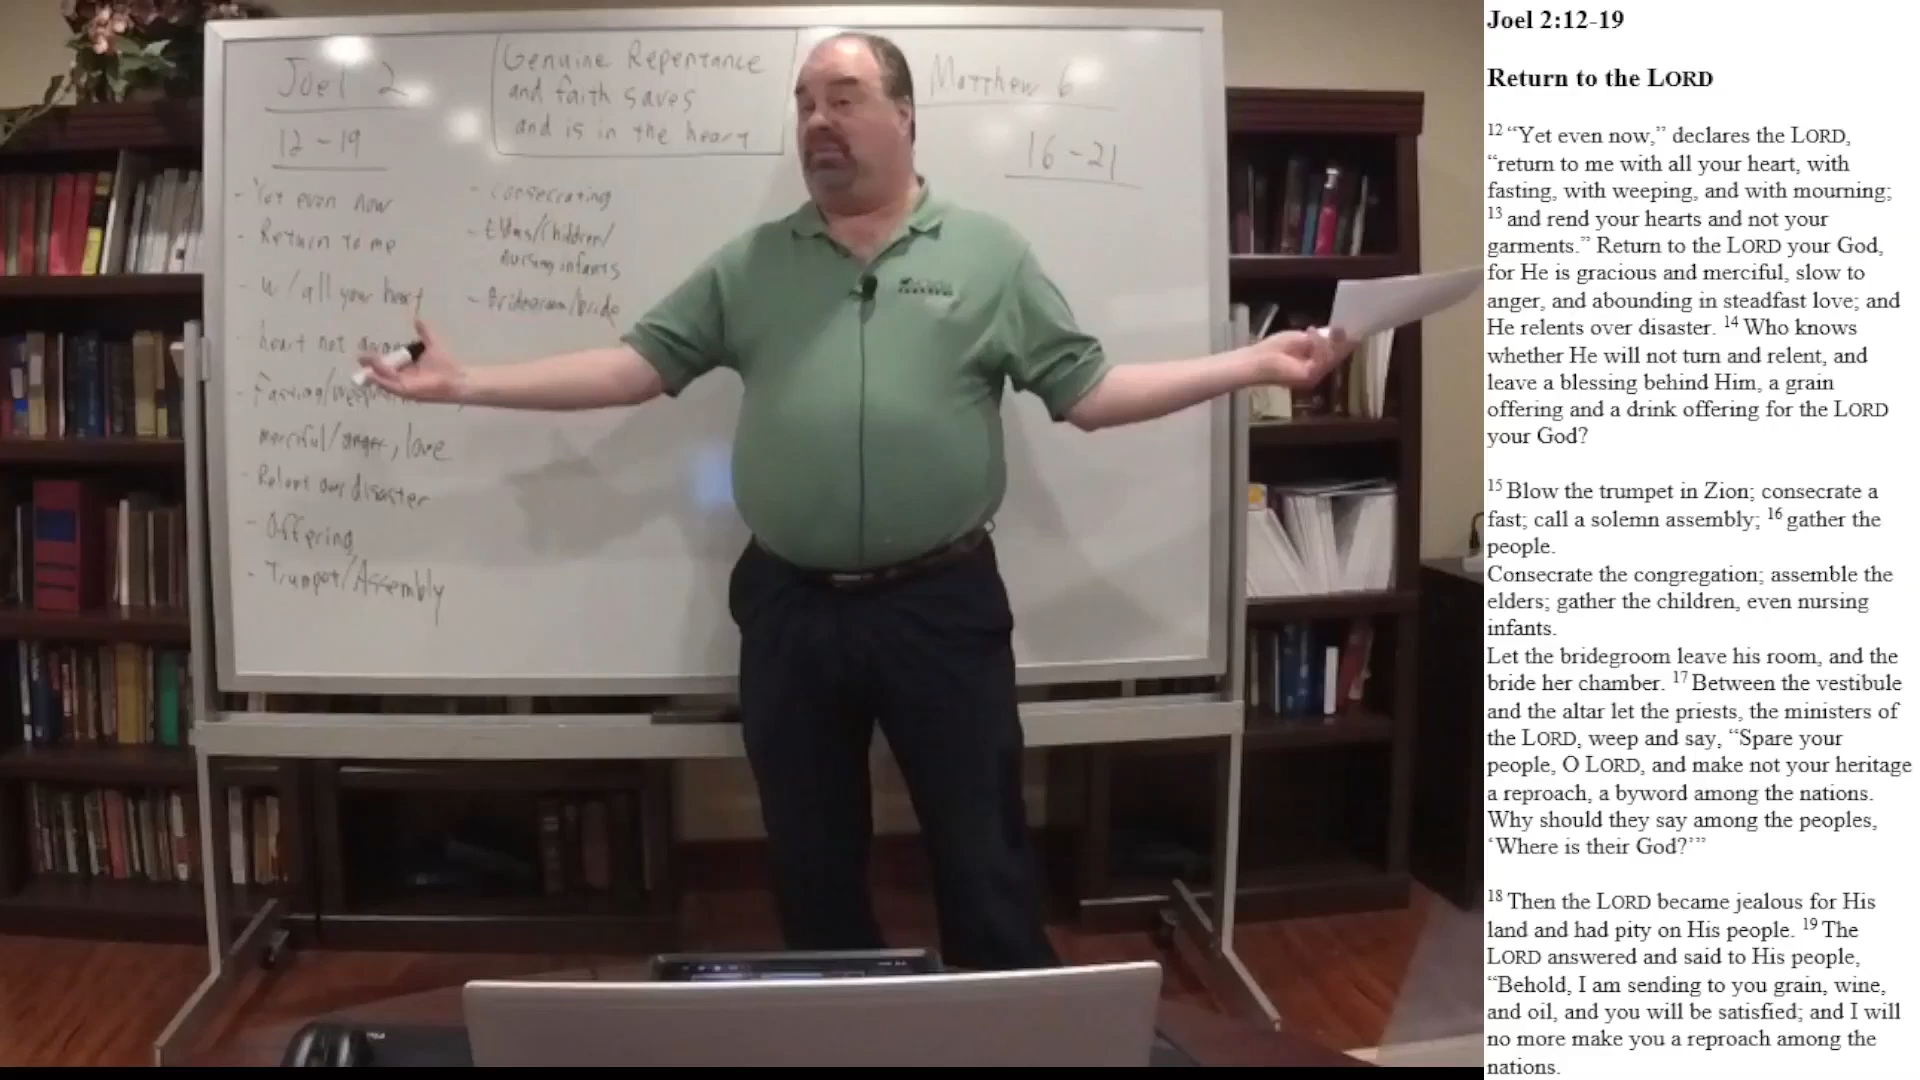 Joel 2
12-19
- Yet even now
- Return to me
- w/all your heart
heart not
- Fasting/
merciful/anger, love
- Relent over disaster
- Offering
- Trumpet/Assembly
Genuine Repentance
and faith saves
and is in the heart
- Consecrating
- Elders/Children/
nursing infants
- Bridegroom/bride
Matthew 6
16-21
Joel 2:12-19
Return to the LORD
12 “Yet even now,” declares the LORD,
“return to me with all your heart, with
fasting, with weeping, and with mourning;
13 and rend your hearts and not your
garments.” Return to the LORD your God,
for He is gracious and merciful, slow to
anger, and abounding in steadfast love; and
He relents over disaster. 14 Who knows
whether He will not turn and relent, and
leave a blessing behind Him, a grain
offering and a drink offering for the LORD
your God?
15 Blow the trumpet in Zion; consecrate a
fast; call a solemn assembly; 16 gather the
people.
Consecrate the congregation; assemble the
elders; gather the children, even nursing
infants.
Let the bridegroom leave his room, and the
bride her chamber. 17 Between the vestibule
and the altar let the priests, the ministers of
the LORD, weep and say, “Spare your
people, O LORD, and make not your heritage
a reproach, a byword among the nations.
Why should they say among the peoples,
‘Where is their God?’”
18 Then the LORD became jealous for His
land and had pity on His people. 19 The
LORD answered and said to His people,
“Behold, I am sending to you grain, wine,
and oil, and you will be satisfied; and I will
no more make you a reproach among the
nations.